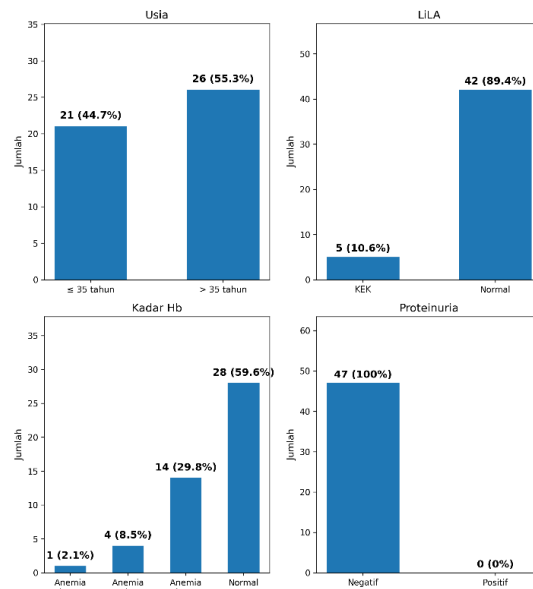 Usia
35
30
25
20
15
10
5
0
Jumlah
21 (44.7%)
26 (55.3%)
≤ 35 tahun
> 35 tahun
LiLA
50
40
30
20
10
0
Jumlah
5 (10.6%)
42 (89.4%)
KEK
Normal
Kadar Hb
35
30
25
20
15
10
5
0
Jumlah
1 (2.1%)
4 (8.5%)
14 (29.8%)
28 (59.6%)
Anemia
Anemia
Anemia
Normal
Proteinuria
60
50
40
30
20
10
0
Jumlah
47 (100%)
0 (0%)
Negatif
Positif